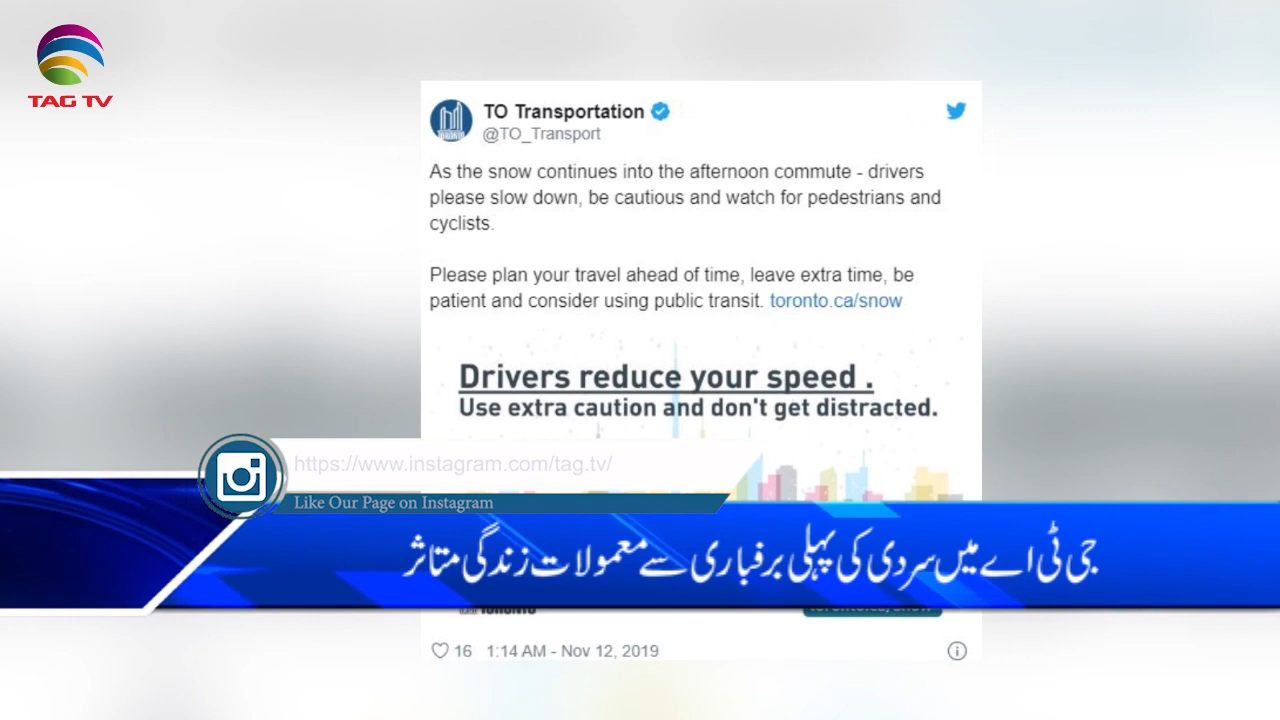 TAG TV
TO Transportation
@TO_Transport
As the snow continues into the afternoon commute - drivers
please slow down, be cautious and watch for pedestrians and
cyclists.
Please plan your travel ahead of time, leave extra time, be
patient and consider using public transit. toronto.ca/snow
Drivers reduce your speed .
Use extra caution and don't get distracted.
https://www.instagram.com/tag.tv/
Like Our Page on Instagram
جی ٹی اے میں سردی کی پہلی برفباری سے معمولات زندگی متاثر
16 1:14 AM - Nov 12, 2019